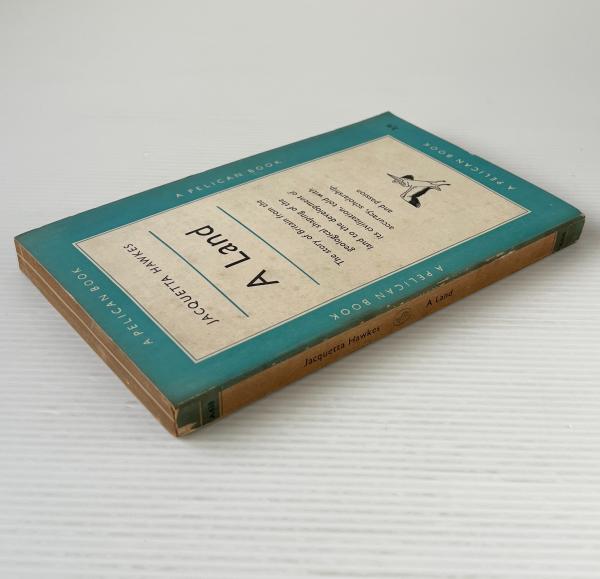 JACQUETTA HAWKES
A Land
The story of Britain from the
geological shaping of the
land to the development of
its civilization, told with
accuracy, scholarship,
and passion
A PELICAN BOOK
A PELICAN BOOK
A PELICAN BOOK
A PELICAN BOOK
Jacquetta Hawkes
A Land